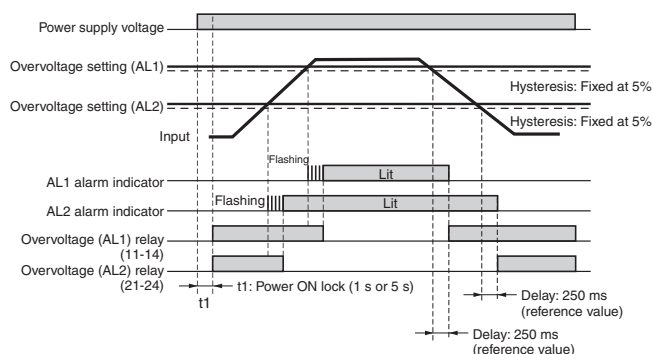 Power supply voltage
Overvoltage setting (AL1)
Hysteresis: Fixed at 5%
Overvoltage setting (AL2)
Hysteresis: Fixed at 5%
Input
Flashing
Lit
AL1 alarm indicator
Flashing
Lit
AL2 alarm indicator
Overvoltage (AL1) relay
(11-14)
Overvoltage (AL2) relay
(21-24)
t1: Power ON lock (1 s or 5 s)
t1
Delay: 250 ms
(reference value)
Delay: 250 ms
(reference value)